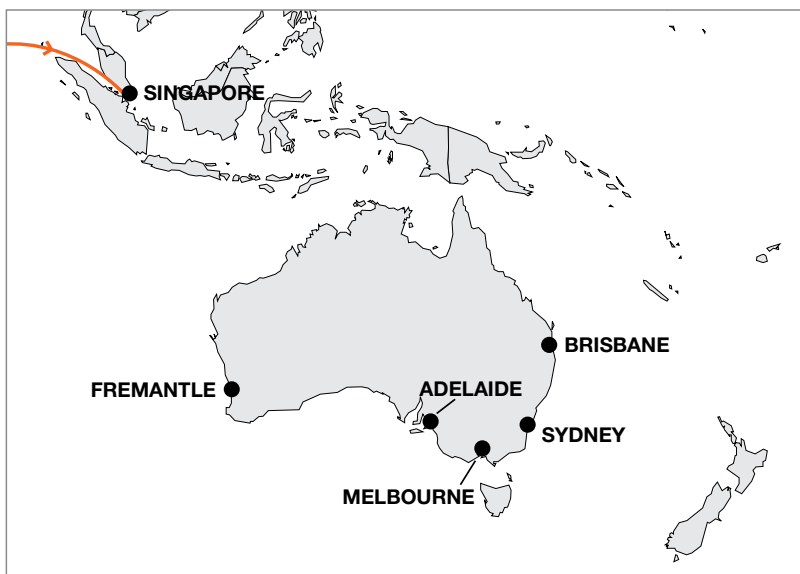 SINGAPORE
BRISBANE
FREMANTLE
ADELAIDE
SYDNEY
MELBOURNE